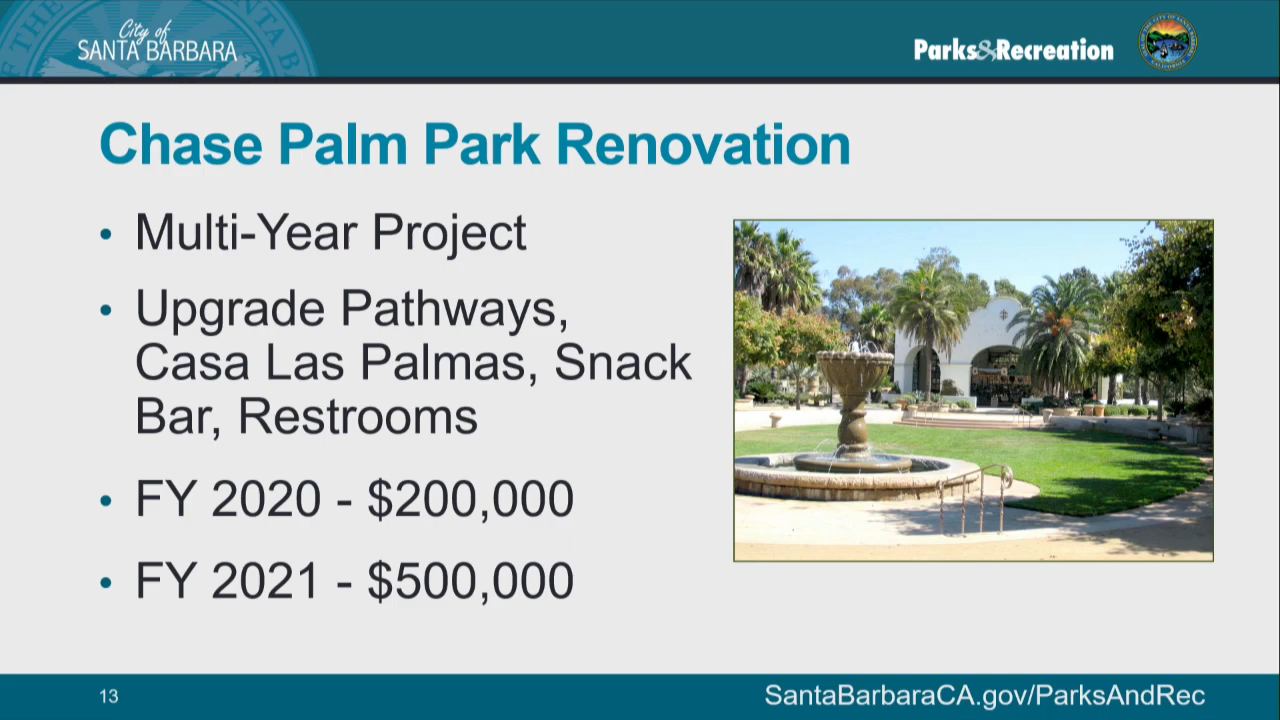 City of
SANTA BARBARA
Parks&Recreation
Chase Palm Park Renovation
• Multi-Year Project
• Upgrade Pathways,
Casa Las Palmas, Snack
Bar, Restrooms
• FY 2020 - $200,000
• FY 2021 - $500,000
13
SantaBarbaraCA.gov/ParksAndRec